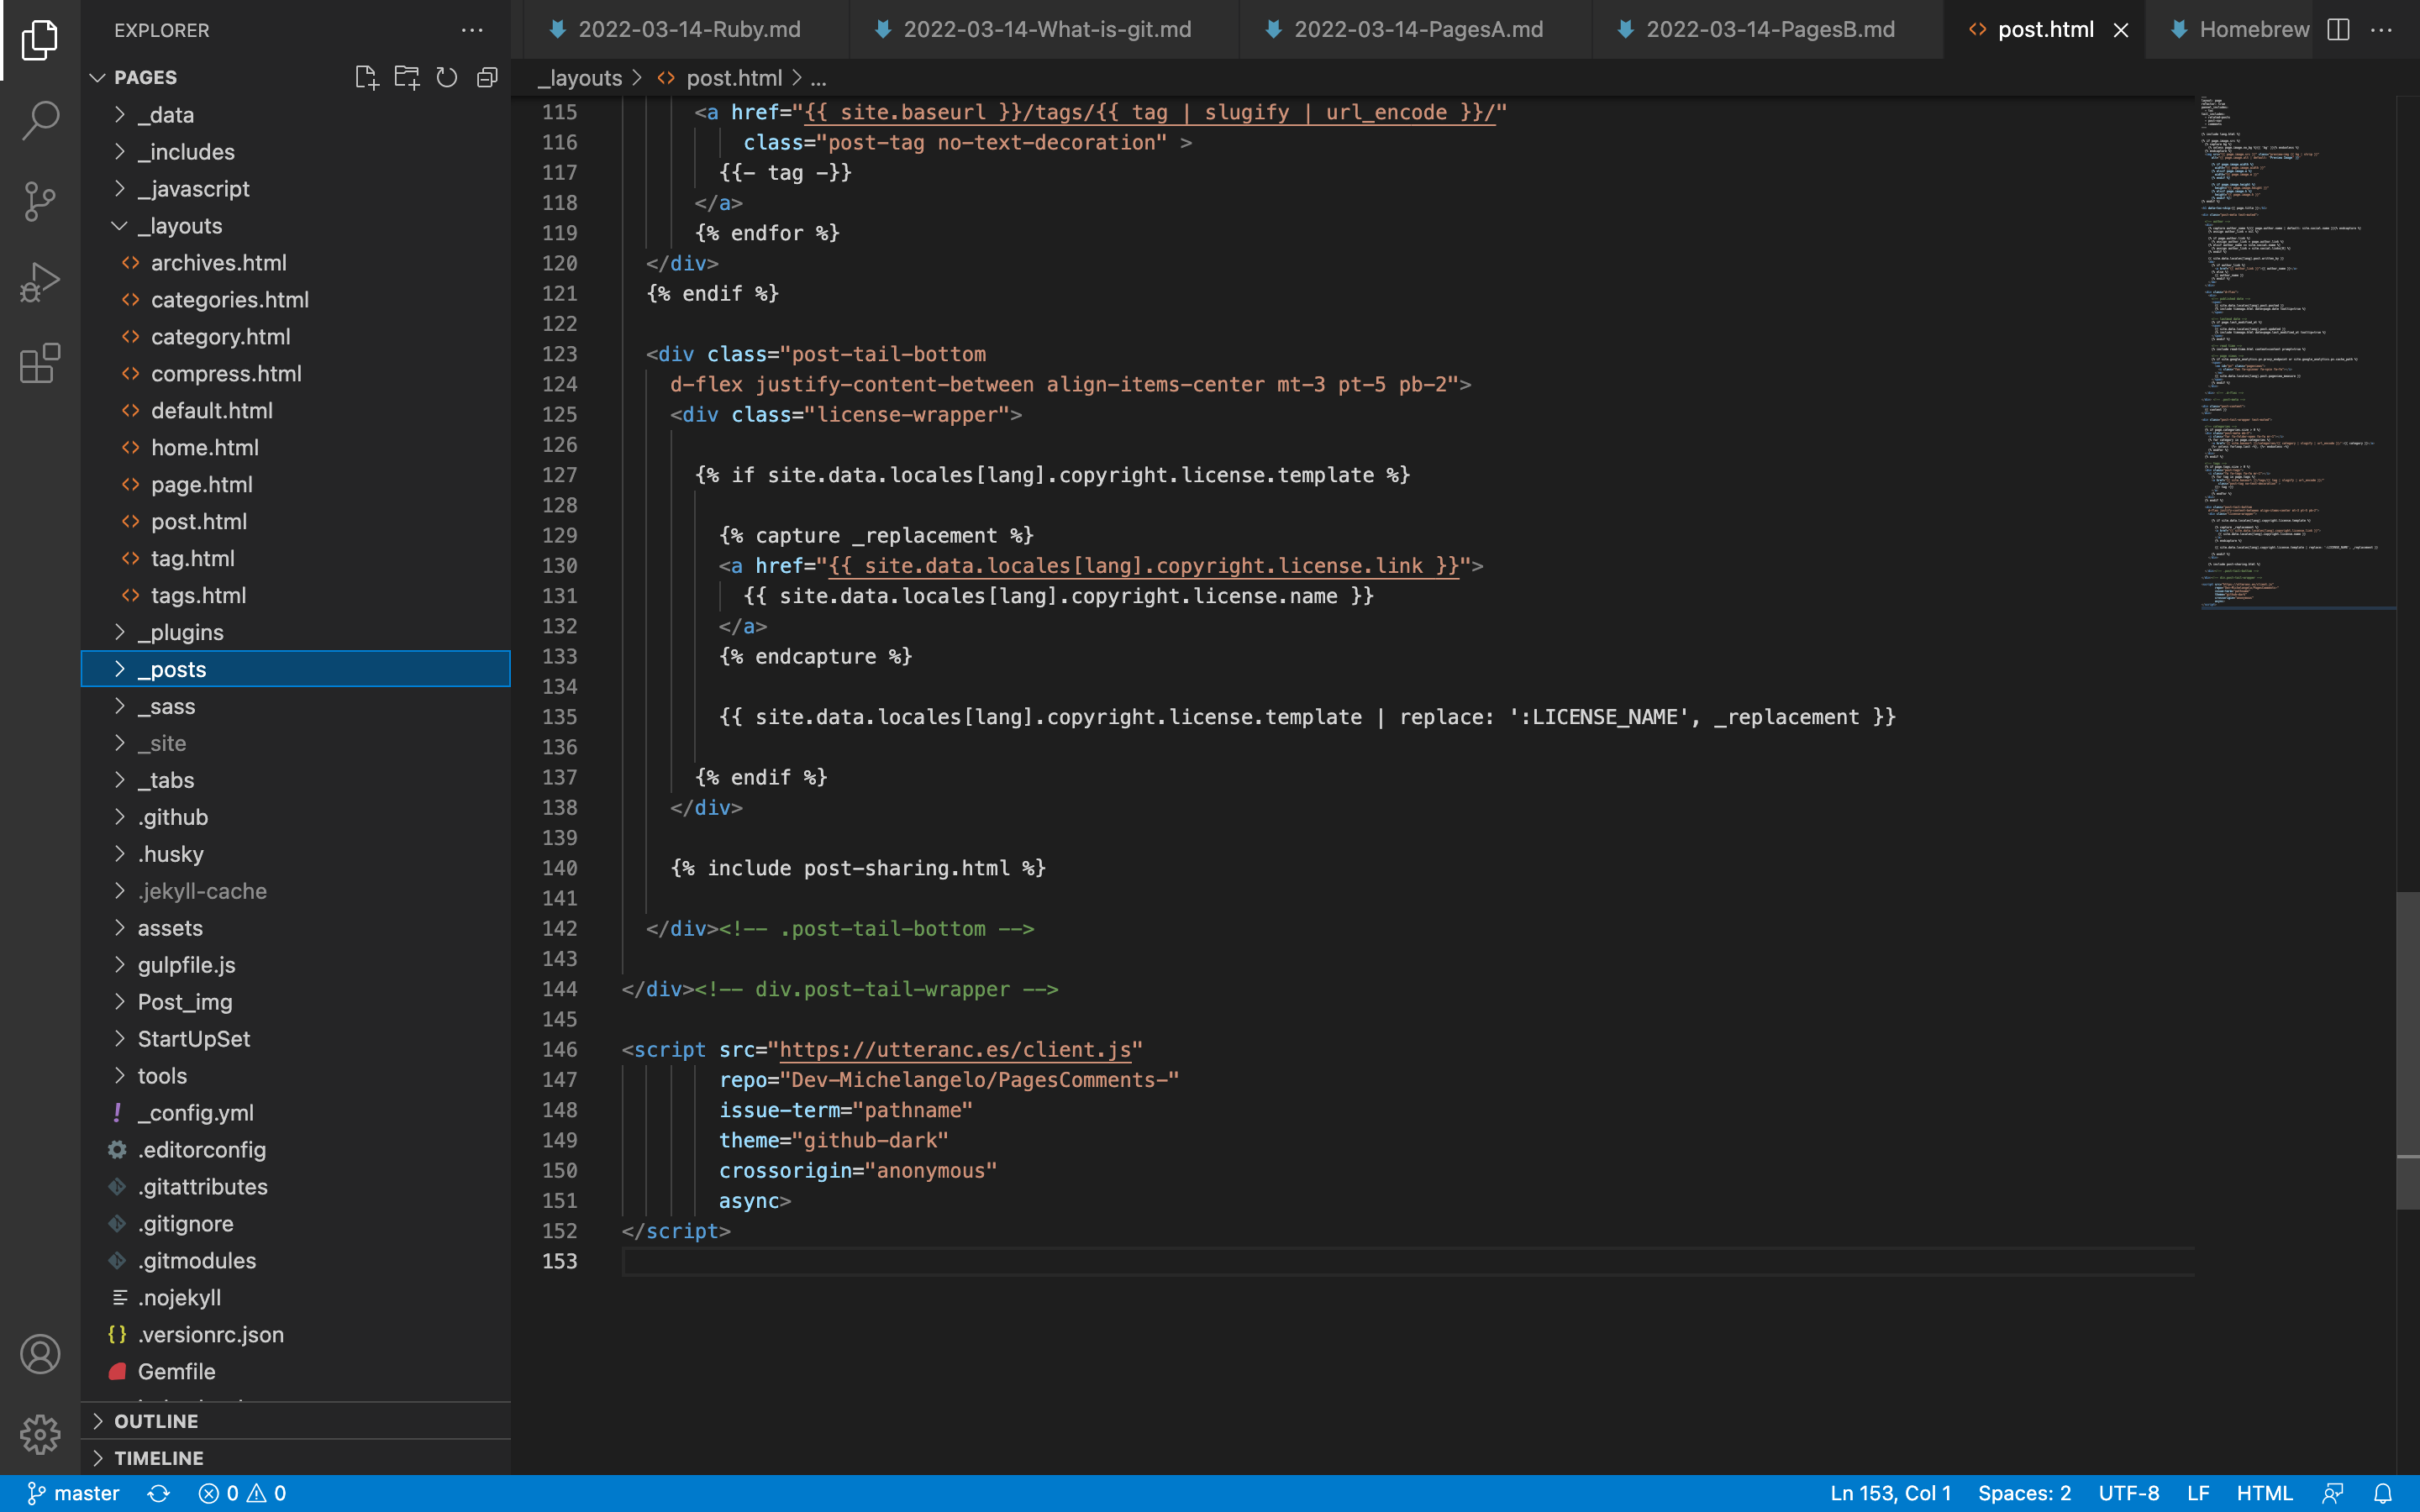 EXPLORER
PAGES
_data
_includes
_javascript
_layouts
archives.html
categories.html
category.html
compress.html
default.html
home.html
page.html
post.html
tag.html
tags.html
_plugins
_posts
_sass
_site
_tabs
.github
.husky
.jekyll-cache
assets
gulpfile.js
Post_img
StartUpSet
tools
_config.yml
.editorconfig
.gitattributes
.gitignore
.gitmodules
.nojekyll
.versionrc.json
Gemfile
OUTLINE
TIMELINE
2022-03-14-Ruby.md 2022-03-14-What-is-git.md 2022-03-14-PagesA.md 2022-03-14-PagesB.md post.html Homebrew
_layouts > post.html > ...
115 <a href="{{ site.baseurl }}/tags/{{ tag | slugify | url_encode }}/"
116 class="post-tag no-text-decoration" >
117 {{- tag -}}
118 </a>
119 {% endfor %}
120 </div>
121 {% endif %}
122
123 <div class="post-tail-bottom
124 d-flex justify-content-between align-items-center mt-3 pt-5 pb-2">
125 <div class="license-wrapper">
126
127 {% if site.data.locales[lang].copyright.license.template %}
128
129 {% capture _replacement %}
130 <a href="{{ site.data.locales[lang].copyright.license.link }}">
131 {{ site.data.locales[lang].copyright.license.name }}
132 </a>
133 {% endcapture %}
134
135 {{ site.data.locales[lang].copyright.license.template | replace: ':LICENSE_NAME', _replacement }}
136
137 {% endif %}
138 </div>
139
140 {% include post-sharing.html %}
141
142 </div><!-- .post-tail-bottom -->
143
144 </div><!-- div.post-tail-wrapper -->
145
146 <script src="https://utteranc.es/client.js"
147 repo="Dev-Michelangelo/PagesComments-"
148 issue-term="pathname"
149 theme="github-dark"
150 crossorigin="anonymous"
151 async>
152 </script>
153
master 0 0 Ln 153, Col 1 Spaces: 2 UTF-8 LF HTML